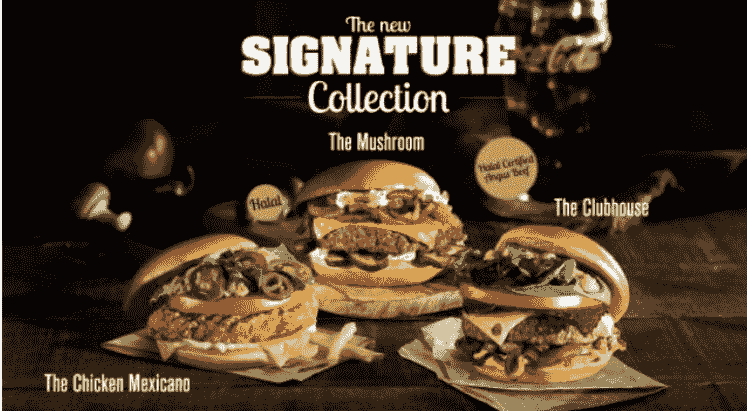 The new
SIGNATURE
Collection
The Mushroom
Halal Certified
Angus Beef
Halal
The Clubhouse
The Chicken Mexicano